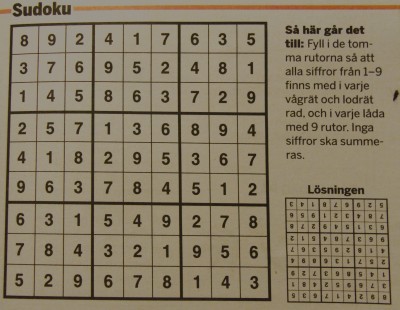 Sudoku
8 9 2 4 1 7 6 3 5
3 7 6 9 5 2 4 8 1
1 4 5 8 6 3 7 2 9
2 5 7 1 3 6 8 9 4
4 1 8 2 9 5 3 6 7
9 6 3 7 8 4 5 1 2
6 3 1 5 4 9 2 7 8
7 8 4 3 2 1 9 5 6
5 2 9 6 7 8 1 4 3
Så här går det
till: Fyll i de tom-
ma rutorna så att
alla siffror från 1–9
finns med i varje
vågrät och lodrät
rad, och i varje låda
med 9 rutor. Inga
siffror ska summe-
ras.
Lösningen